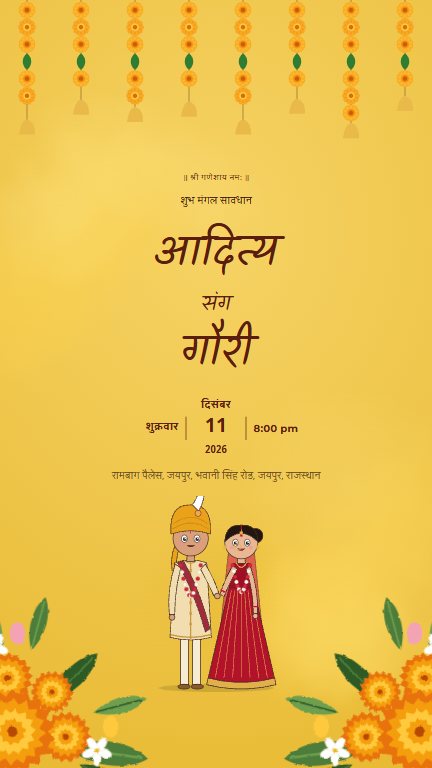 ॥ श्री गणेशाय नमः ॥
शुभ मंगल सावधान
आदित्य
संग
गौरी
दिसंबर
शुक्रवार 11 8:00 pm
2026
रामबाग पैलेस, जयपुर, भवानी सिंह रोड, जयपुर, राजस्थान